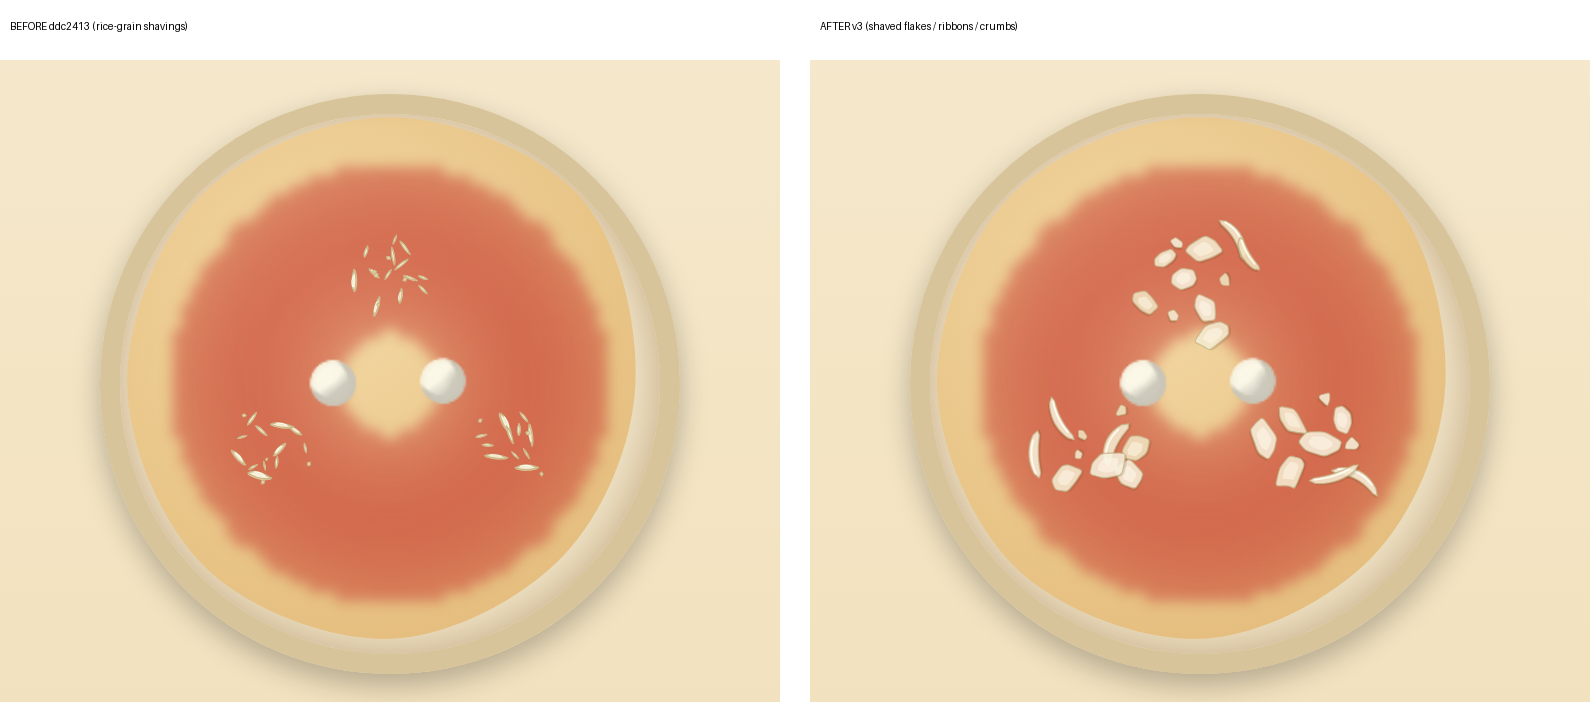 BEFORE ddc2413 (rice-grain shavings)
AFTER v3 (shaved flakes / ribbons / crumbs)